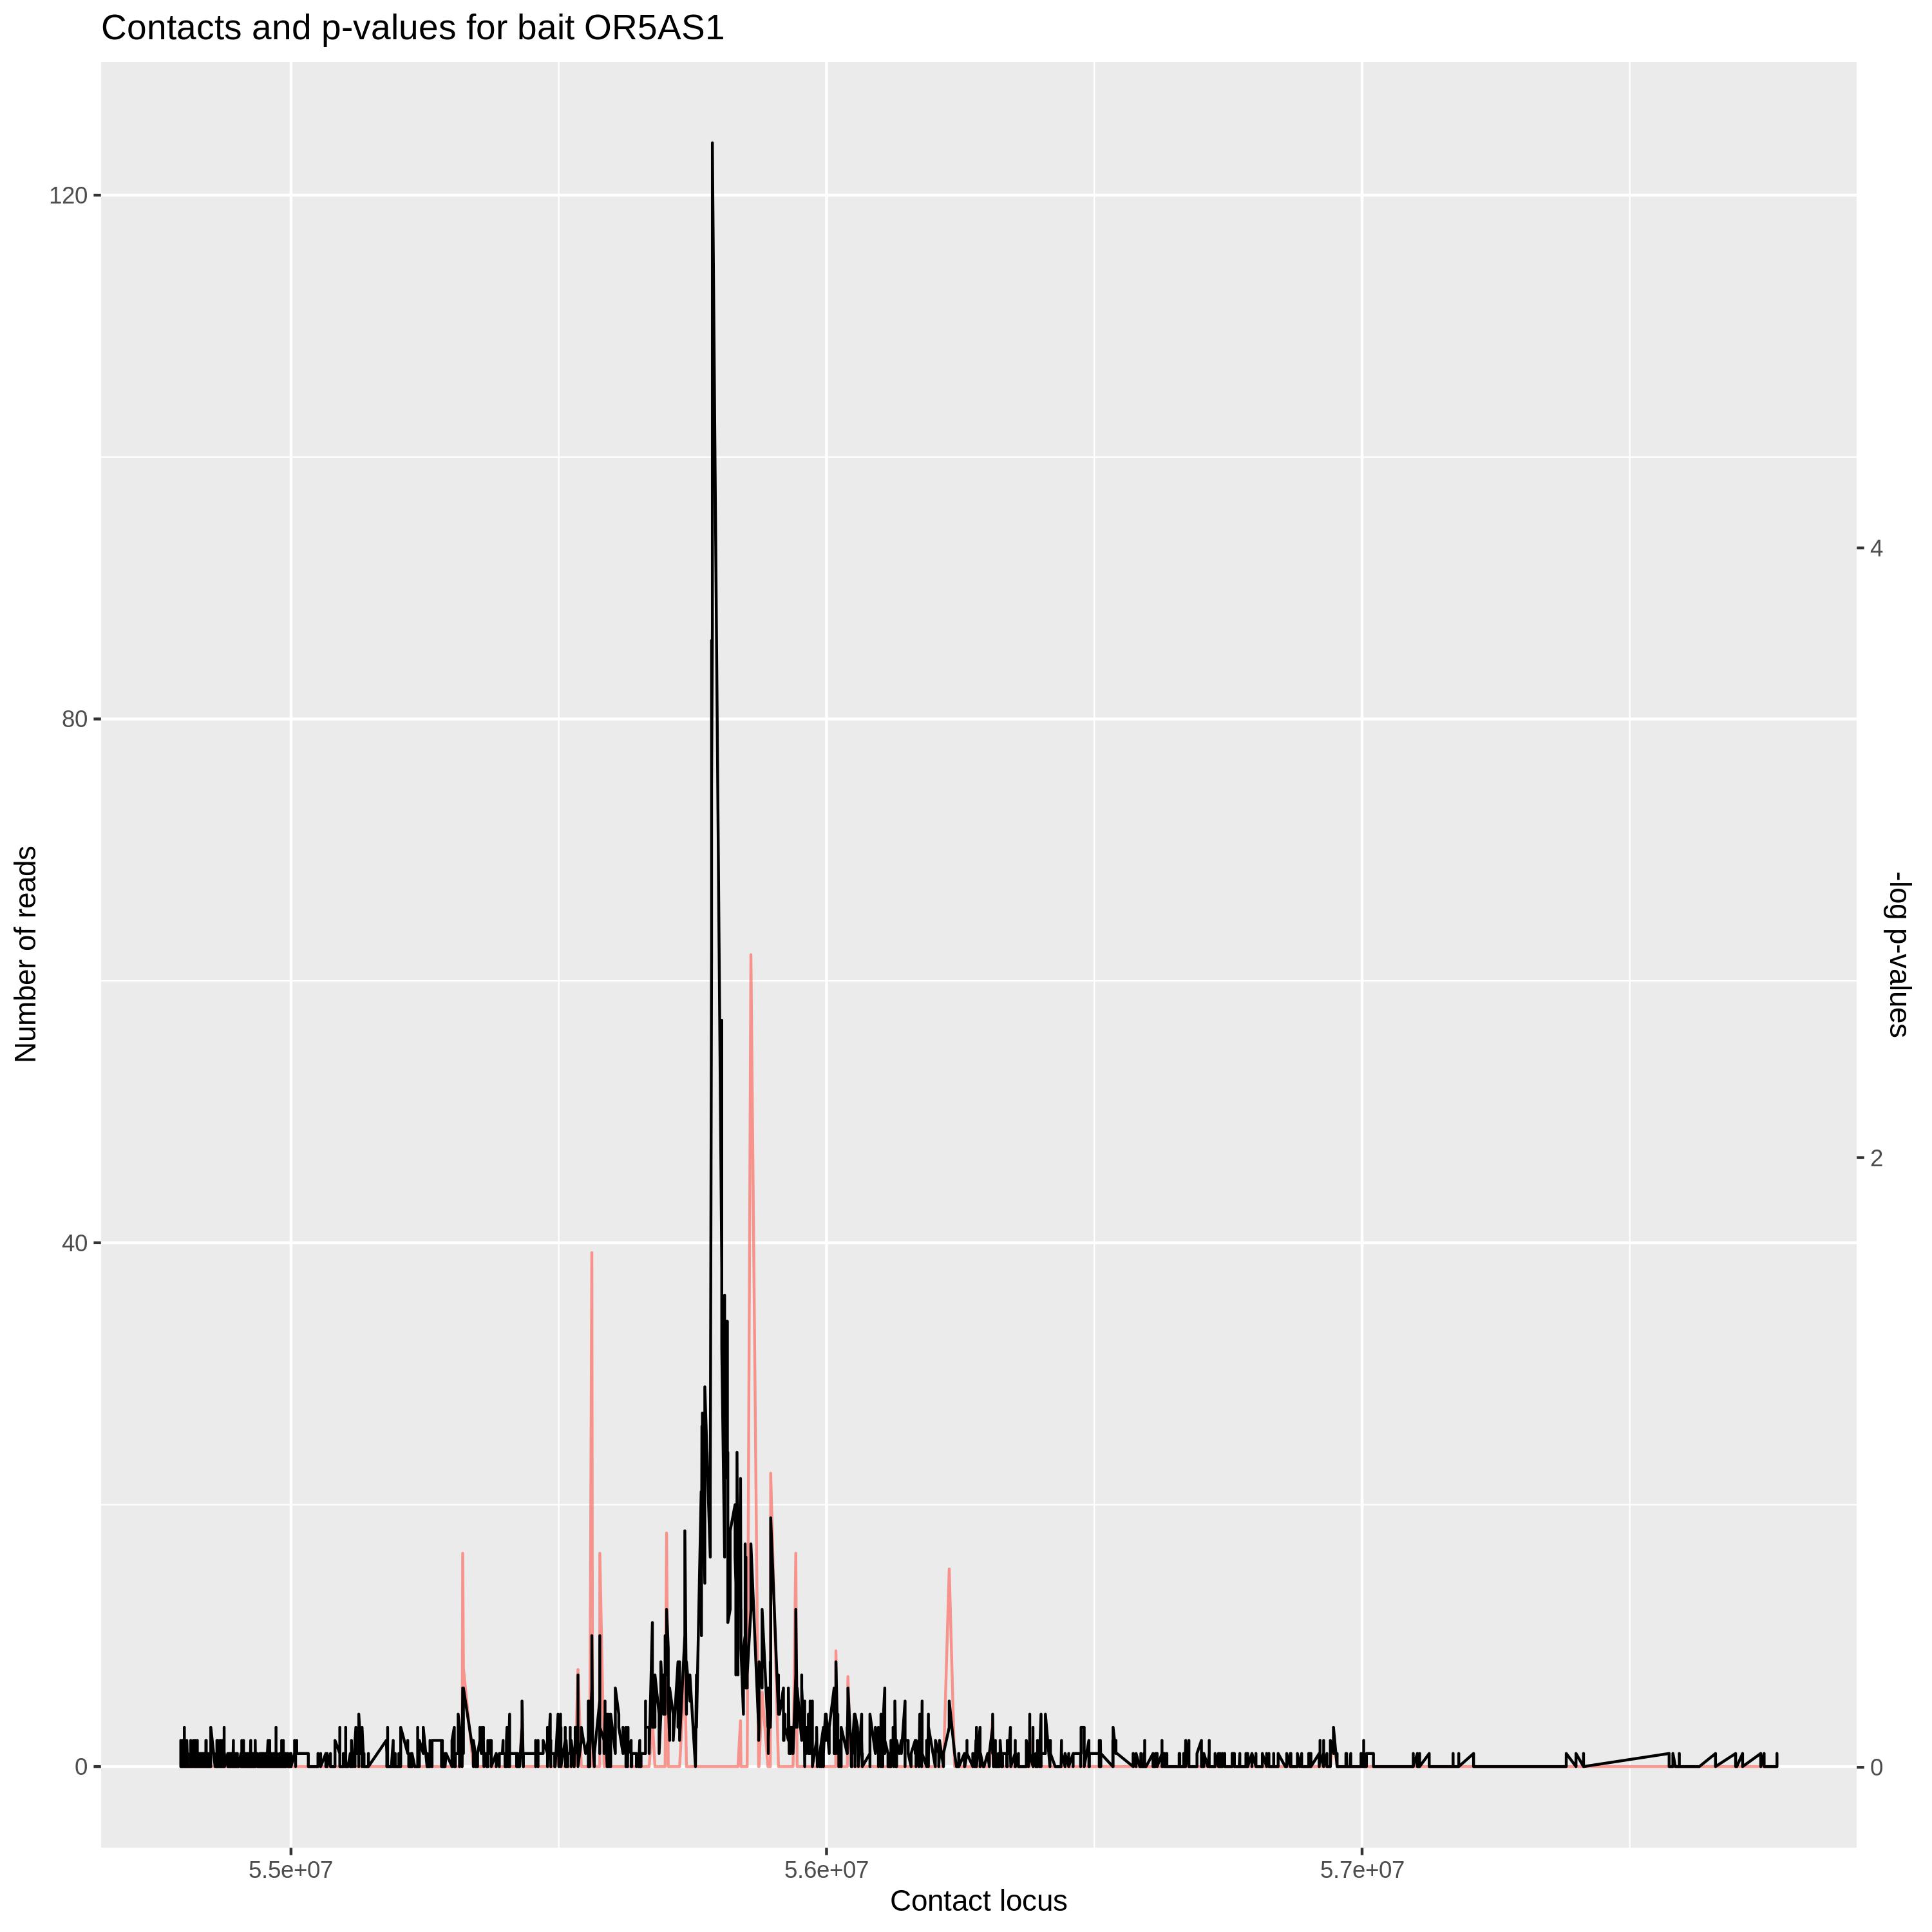 Contacts and p-values for bait OR5AS1
120
80
40
0
Number of reads
4
2
0
-log p-values
5.5e+07
5.6e+07
5.7e+07
Contact locus